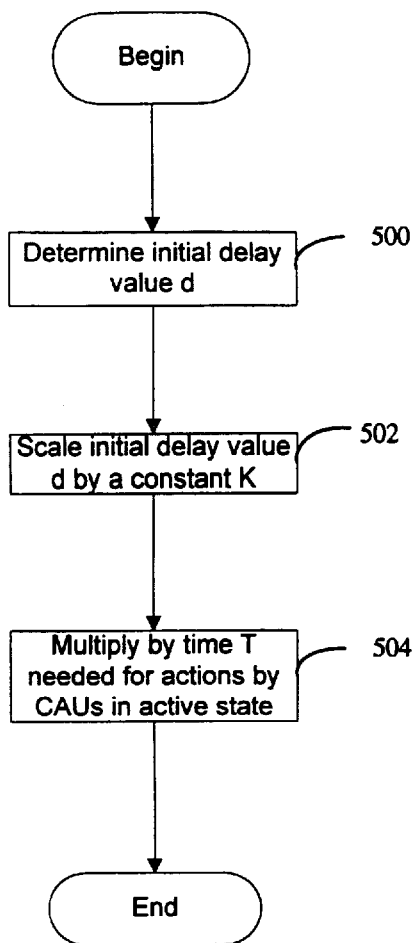 Begin
Determine initial delay
value d
500
Scale initial delay value
d by a constant K
502
Multiply by time T
needed for actions by
CAUs in active state
504
End